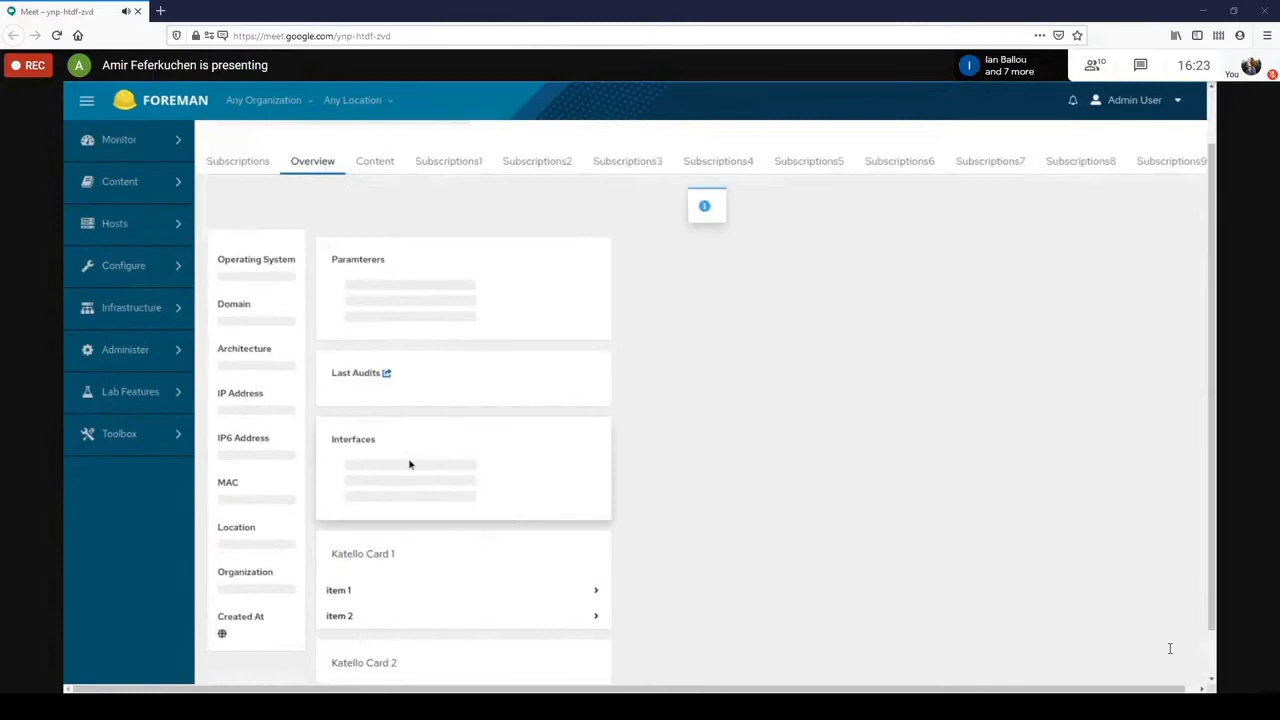 Meet – ynp-htdf-zvd
https://meet.google.com/ynp-htdf-zvd
REC
A
Amir Feferkuchen is presenting
I
Ian Ballou
and 7 more
10
16:23
You
FOREMAN
Any Organization
Any Location
Admin User
Monitor
Content
Hosts
Configure
Infrastructure
Administer
Lab Features
Toolbox
Subscriptions
Overview
Content
Subscriptions1
Subscriptions2
Subscriptions3
Subscriptions4
Subscriptions5
Subscriptions6
Subscriptions7
Subscriptions8
Subscriptions9
Operating System
Domain
Architecture
IP Address
IP6 Address
MAC
Location
Organization
Created At
Paramterers
Last Audits
Interfaces
Katello Card 1
item 1
item 2
Katello Card 2